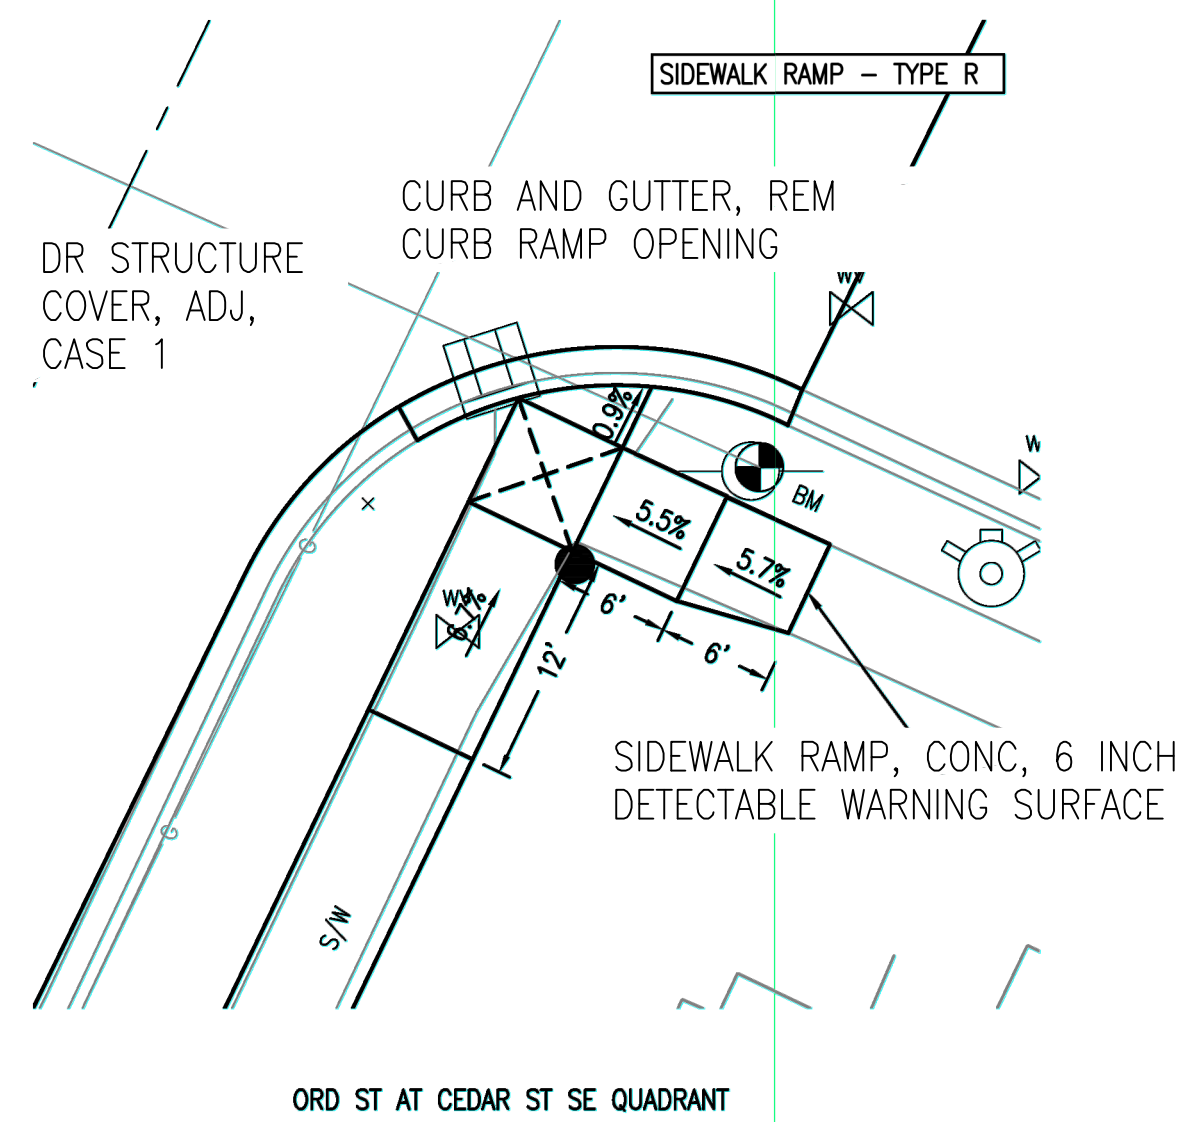 SIDEWALK RAMP – TYPE R
CURB AND GUTTER, REM
CURB RAMP OPENING
DR STRUCTURE
COVER, ADJ,
CASE 1
WV
0.9%
W
BM
5.5%
5.7%
G
6'
6'
12'
SIDEWALK RAMP, CONC, 6 INCH
DETECTABLE WARNING SURFACE
G
S/W
ORD ST AT CEDAR ST SE QUADRANT